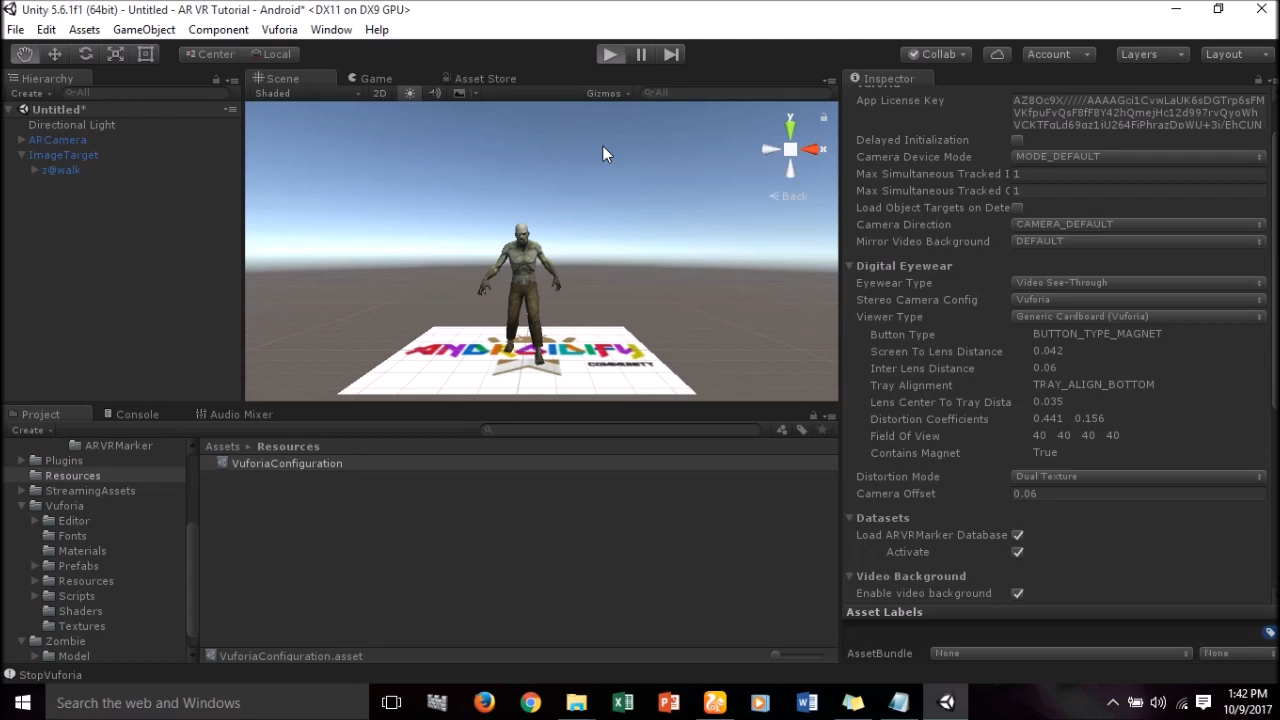 Unity 5.6.1f1 (64bit) - Untitled - AR VR Tutorial - Android* <DX11 on DX9 GPU>
File Edit Assets GameObject Component Vuforia Window Help
Center Local Collab Account Layers Layout
Hierarchy
Create All
Untitled*
Directional Light
ARCamera
ImageTarget
z@walk
Scene Game Asset Store
Shaded 2D Gizmos All
y
x
Back
ANDROIDIFY
COMMUNITY
Inspector
App License Key
Delayed Initialization
Camera Device Mode MODE_DEFAULT
Max Simultaneous Tracked I 1
Max Simultaneous Tracked O 1
Load Object Targets on Dete
Camera Direction CAMERA_DEFAULT
Mirror Video Background DEFAULT
Digital Eyewear
Eyewear Type Video See-Through
Stereo Camera Config Vuforia
Viewer Type Generic Cardboard (Vuforia)
Button Type BUTTON_TYPE_MAGNET
Screen To Lens Distance 0.042
Inter Lens Distance 0.06
Tray Alignment TRAY_ALIGN_BOTTOM
Lens Center To Tray Dista 0.035
Distortion Coefficients 0.441 0.156
Field Of View 40 40 40 40
Contains Magnet True
Distortion Mode Dual Texture
Camera Offset 0.06
Datasets
Load ARVRMarker Database
Activate
Video Background
Enable video background
Asset Labels
AssetBundle None None
Project Console Audio Mixer
Create
ARVRMarker
Plugins
Resources
StreamingAssets
Vuforia
Editor
Fonts
Materials
Prefabs
Resources
Scripts
Shaders
Textures
Zombie
Model
Assets Resources
VuforiaConfiguration
VuforiaConfiguration.asset
StopVuforia
Search the web and Windows
1:42 PM
10/9/2017